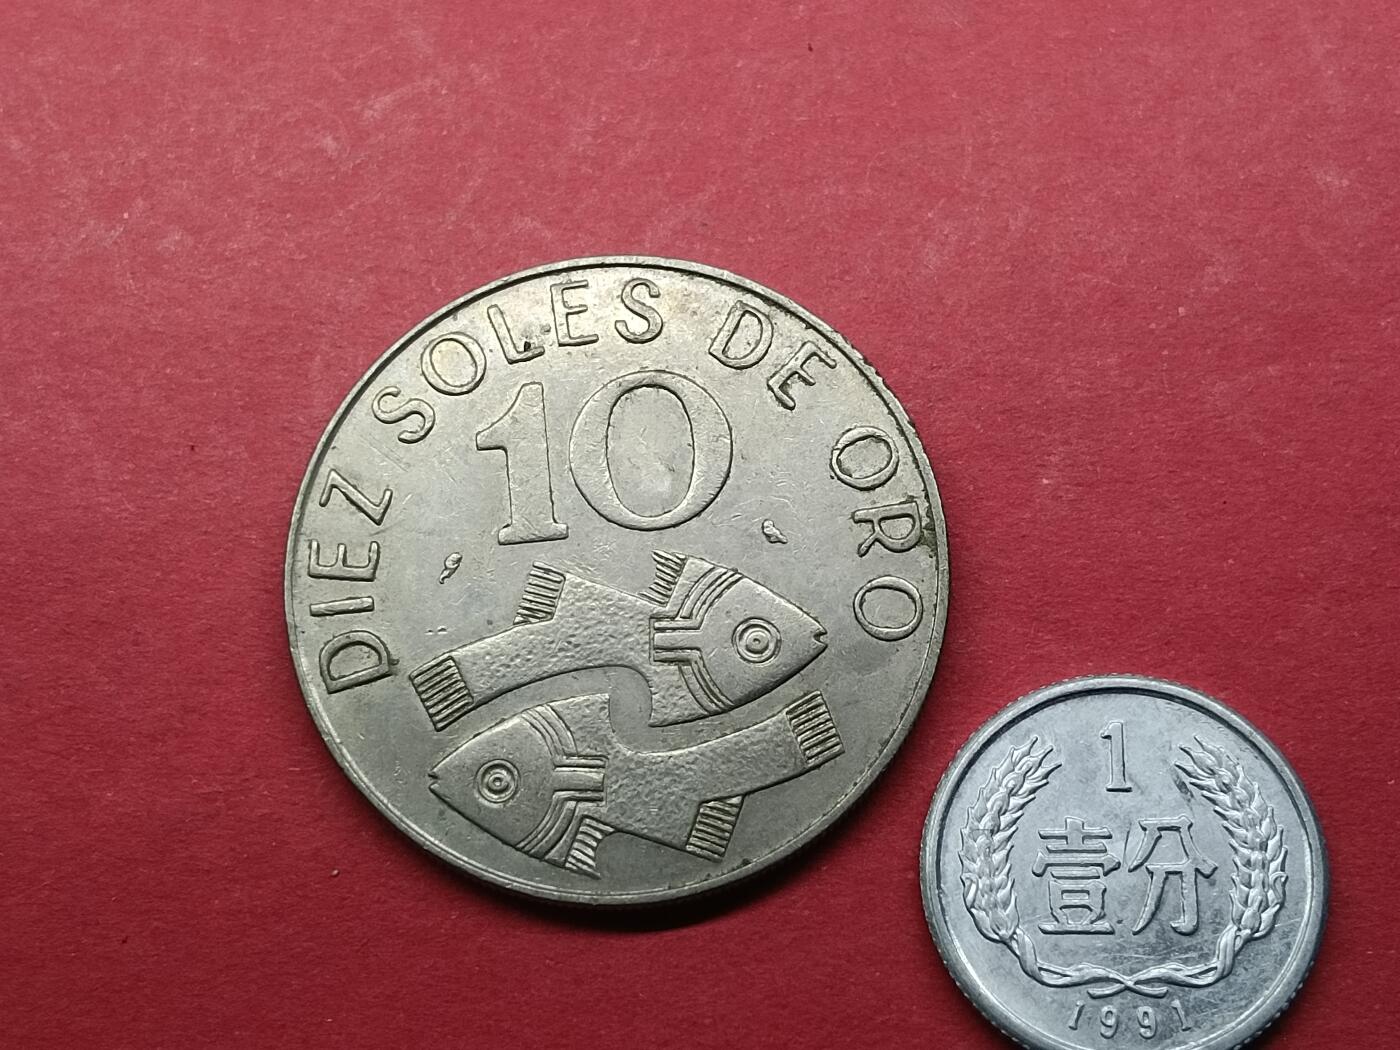 DIEZ SOLES DE ORO
10
1
壹分
1991